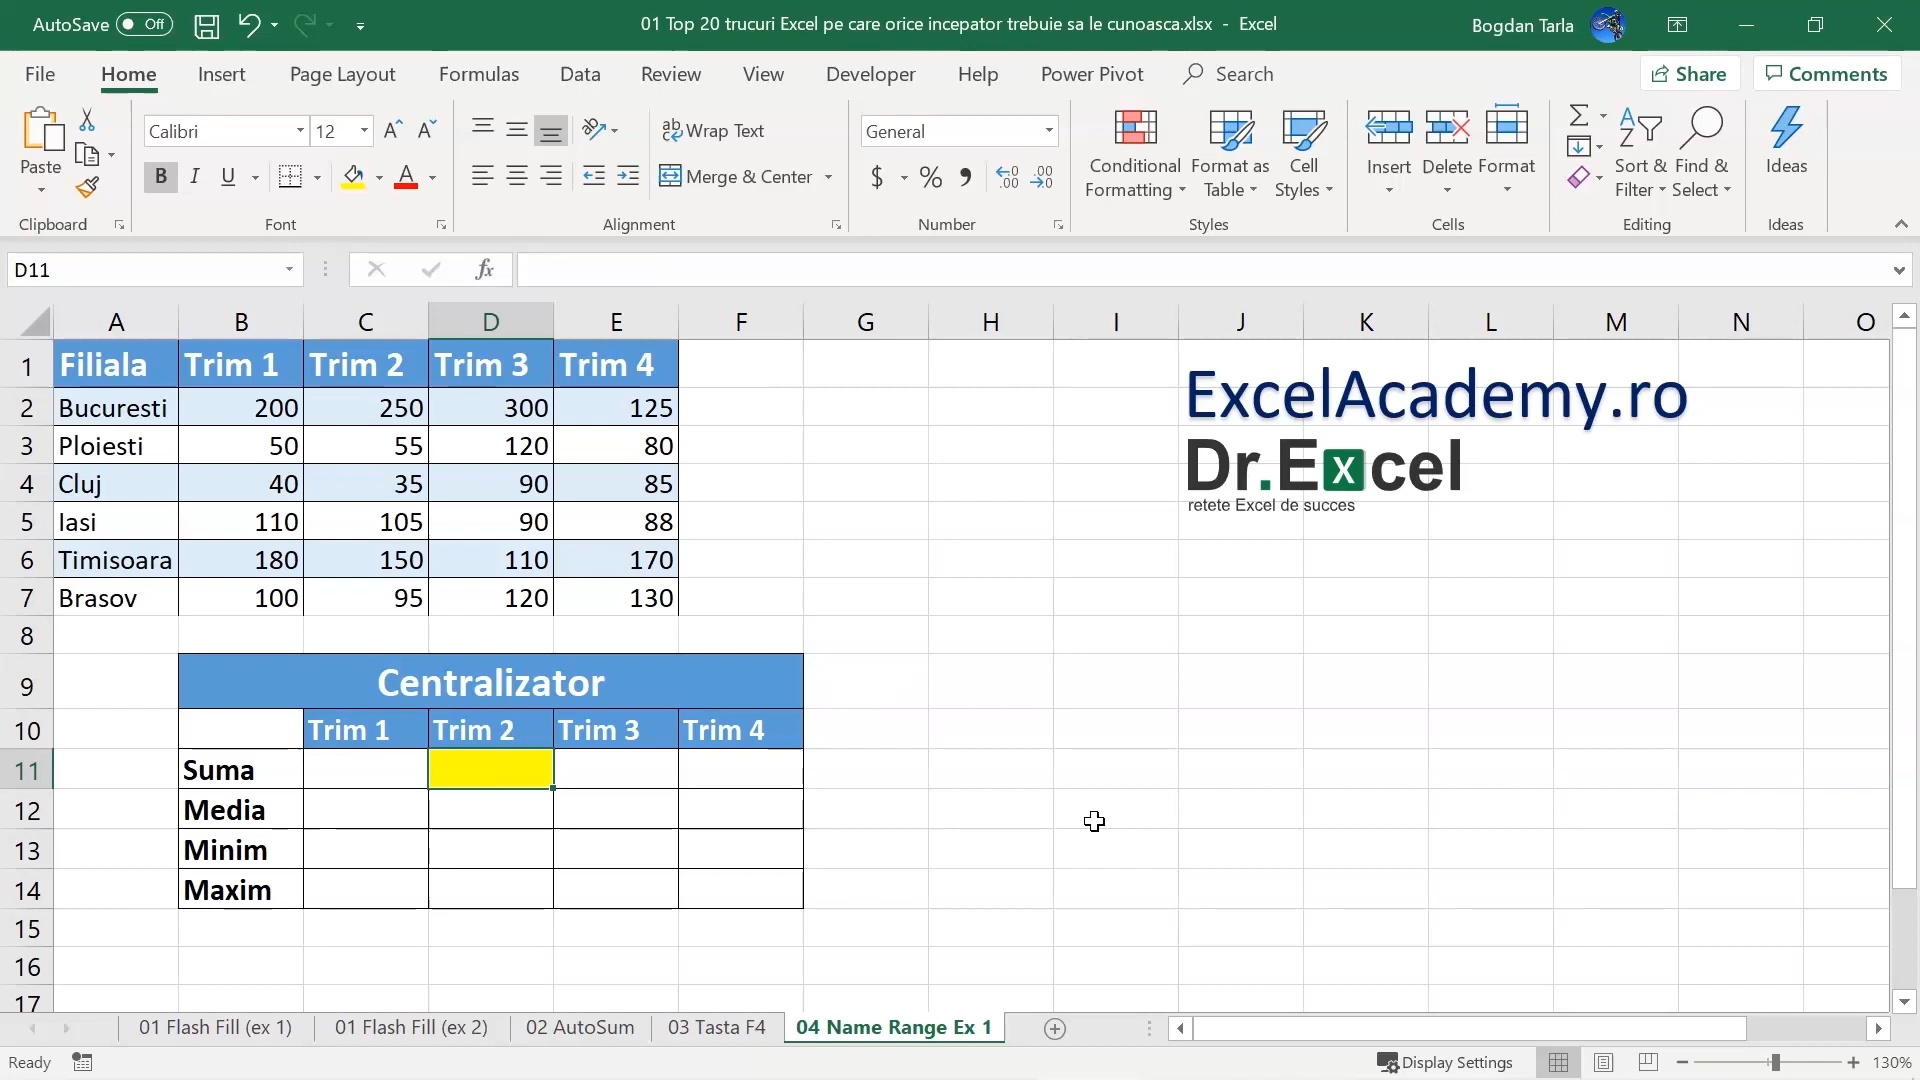 AutoSave Off 01 Top 20 trucuri Excel pe care orice incepator trebuie sa le cunoasca.xlsx - Excel Bogdan Tarla
File Home Insert Page Layout Formulas Data Review View Developer Help Power Pivot Search Share Comments
Paste
Clipboard
Calibri 12
B I U
Font
Wrap Text
Merge & Center
Alignment
General
$ % , .00 .00
Number
Conditional Formatting
Format as Table
Cell Styles
Styles
Insert
Delete
Format
Cells
Sort & Filter
Find & Select
Editing
Ideas
Ideas
D11 fx
A B C D E F G H I J K L M N O
1 Filiala Trim 1 Trim 2 Trim 3 Trim 4
2 Bucuresti 200 250 300 125
3 Ploiesti 50 55 120 80
4 Cluj 40 35 90 85
5 Iasi 110 105 90 88
6 Timisoara 180 150 110 170
7 Brasov 100 95 120 130
8
ExcelAcademy.ro
Dr.Excel
retete Excel de succes
9 Centralizator
10 Trim 1 Trim 2 Trim 3 Trim 4
11 Suma
12 Media
13 Minim
14 Maxim
15
16
17
01 Flash Fill (ex 1) 01 Flash Fill (ex 2) 02 AutoSum 03 Tasta F4 04 Name Range Ex 1
Ready Display Settings 130%